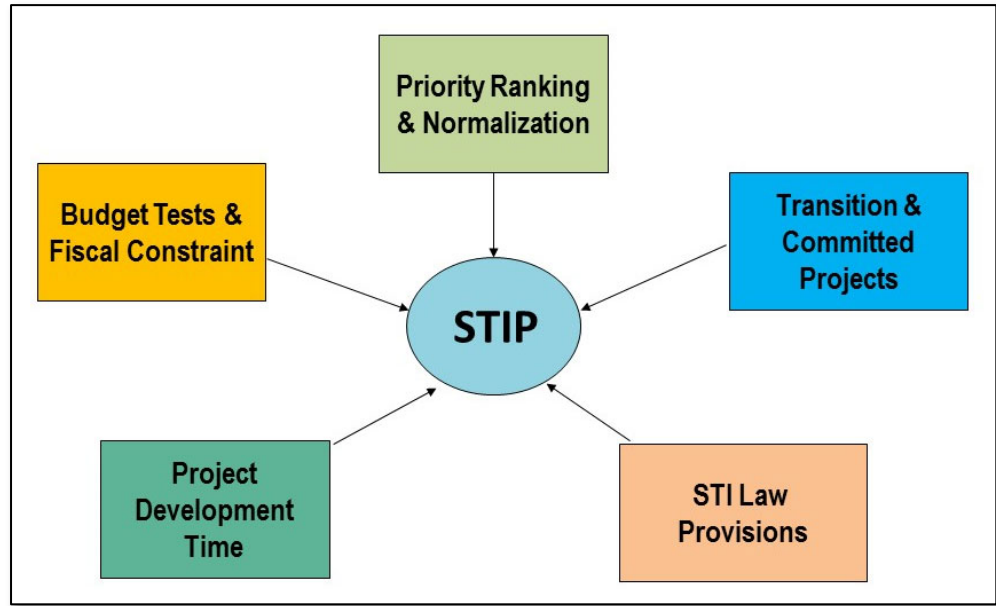 Priority Ranking
& Normalization
Budget Tests &
Fiscal Constraint
Transition &
Committed
Projects
STIP
Project
Development
Time
STI Law
Provisions